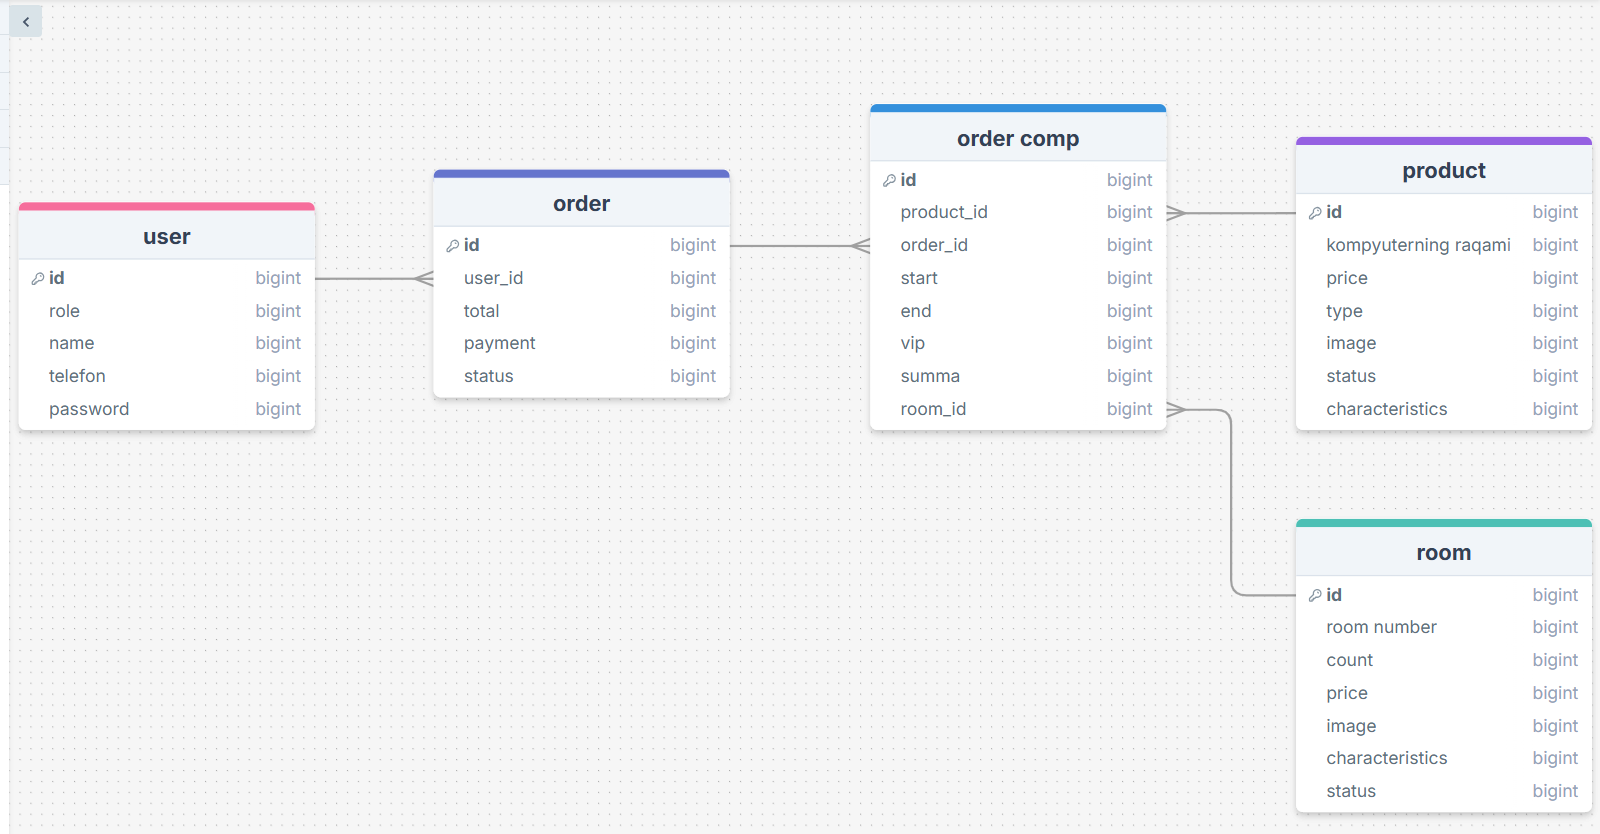 user
id bigint
role bigint
name bigint
telefon bigint
password bigint
order
id bigint
user_id bigint
total bigint
payment bigint
status bigint
order comp
id bigint
product_id bigint
order_id bigint
start bigint
end bigint
vip bigint
summa bigint
room_id bigint
product
id bigint
kompyuterning raqami bigint
price bigint
type bigint
image bigint
status bigint
characteristics bigint
room
id bigint
room number bigint
count bigint
price bigint
image bigint
characteristics bigint
status bigint